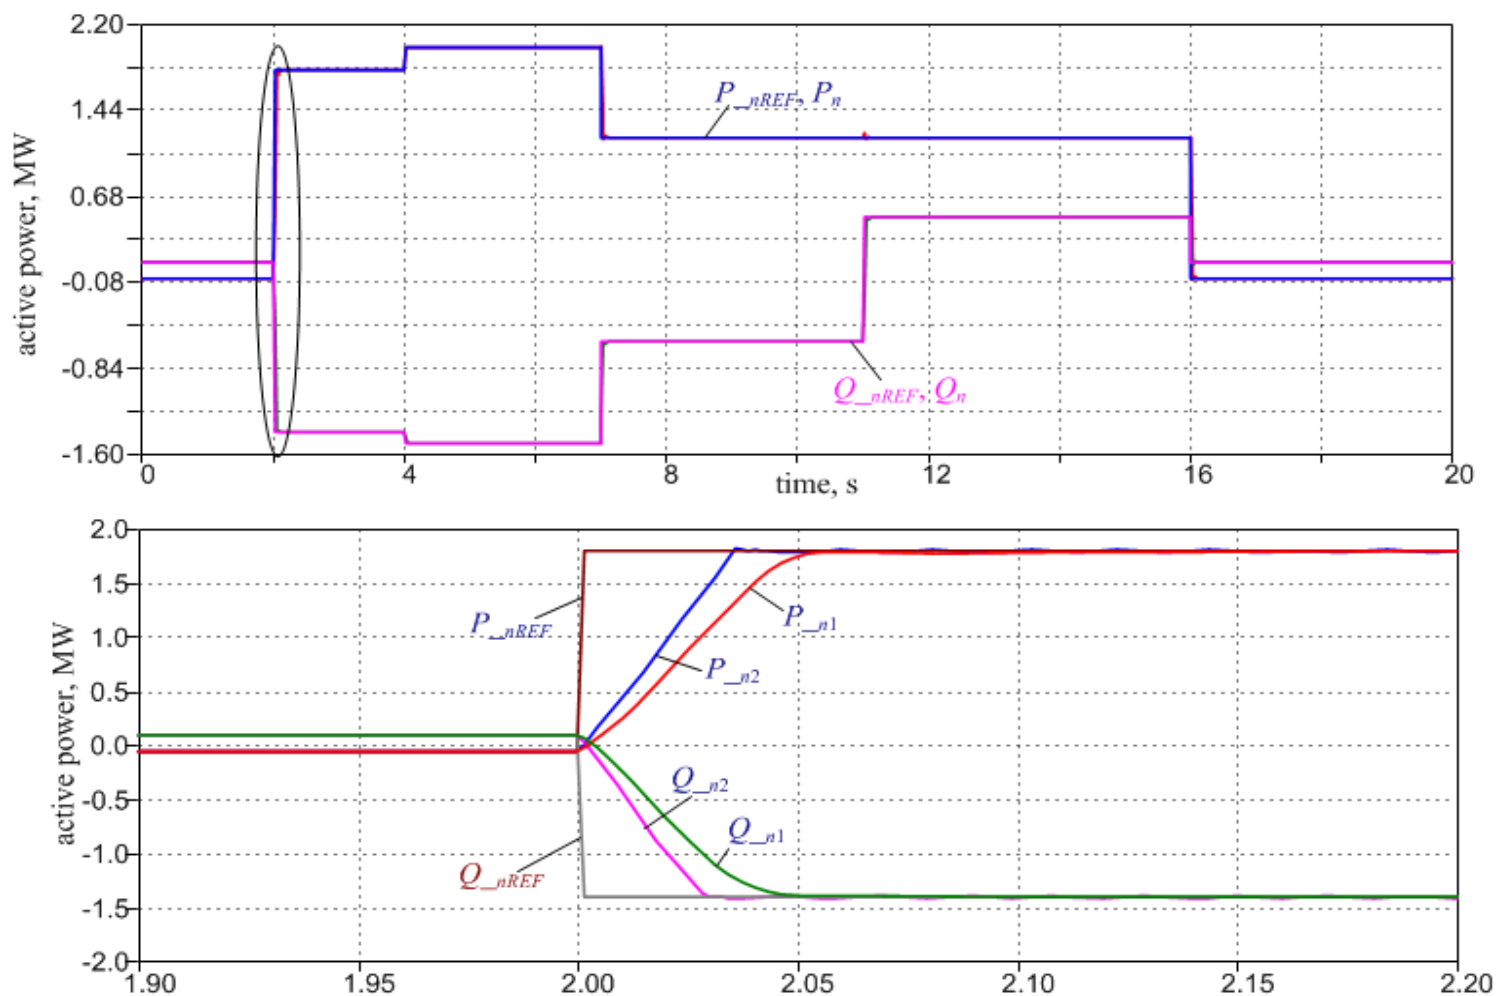 2.20
1.44
0.68
-0.08
-0.84
-1.60
active power, MW
P_nREF, Pn
Q_nREF, Qn
0 4 8 12 16 20
time, s
2.0
1.5
1.0
0.5
0.0
-0.5
-1.0
-1.5
-2.0
active power, MW
P_nREF
P_n1
P_n2
Q_n2
Q_n1
Q_nREF
1.90 1.95 2.00 2.05 2.10 2.15 2.20